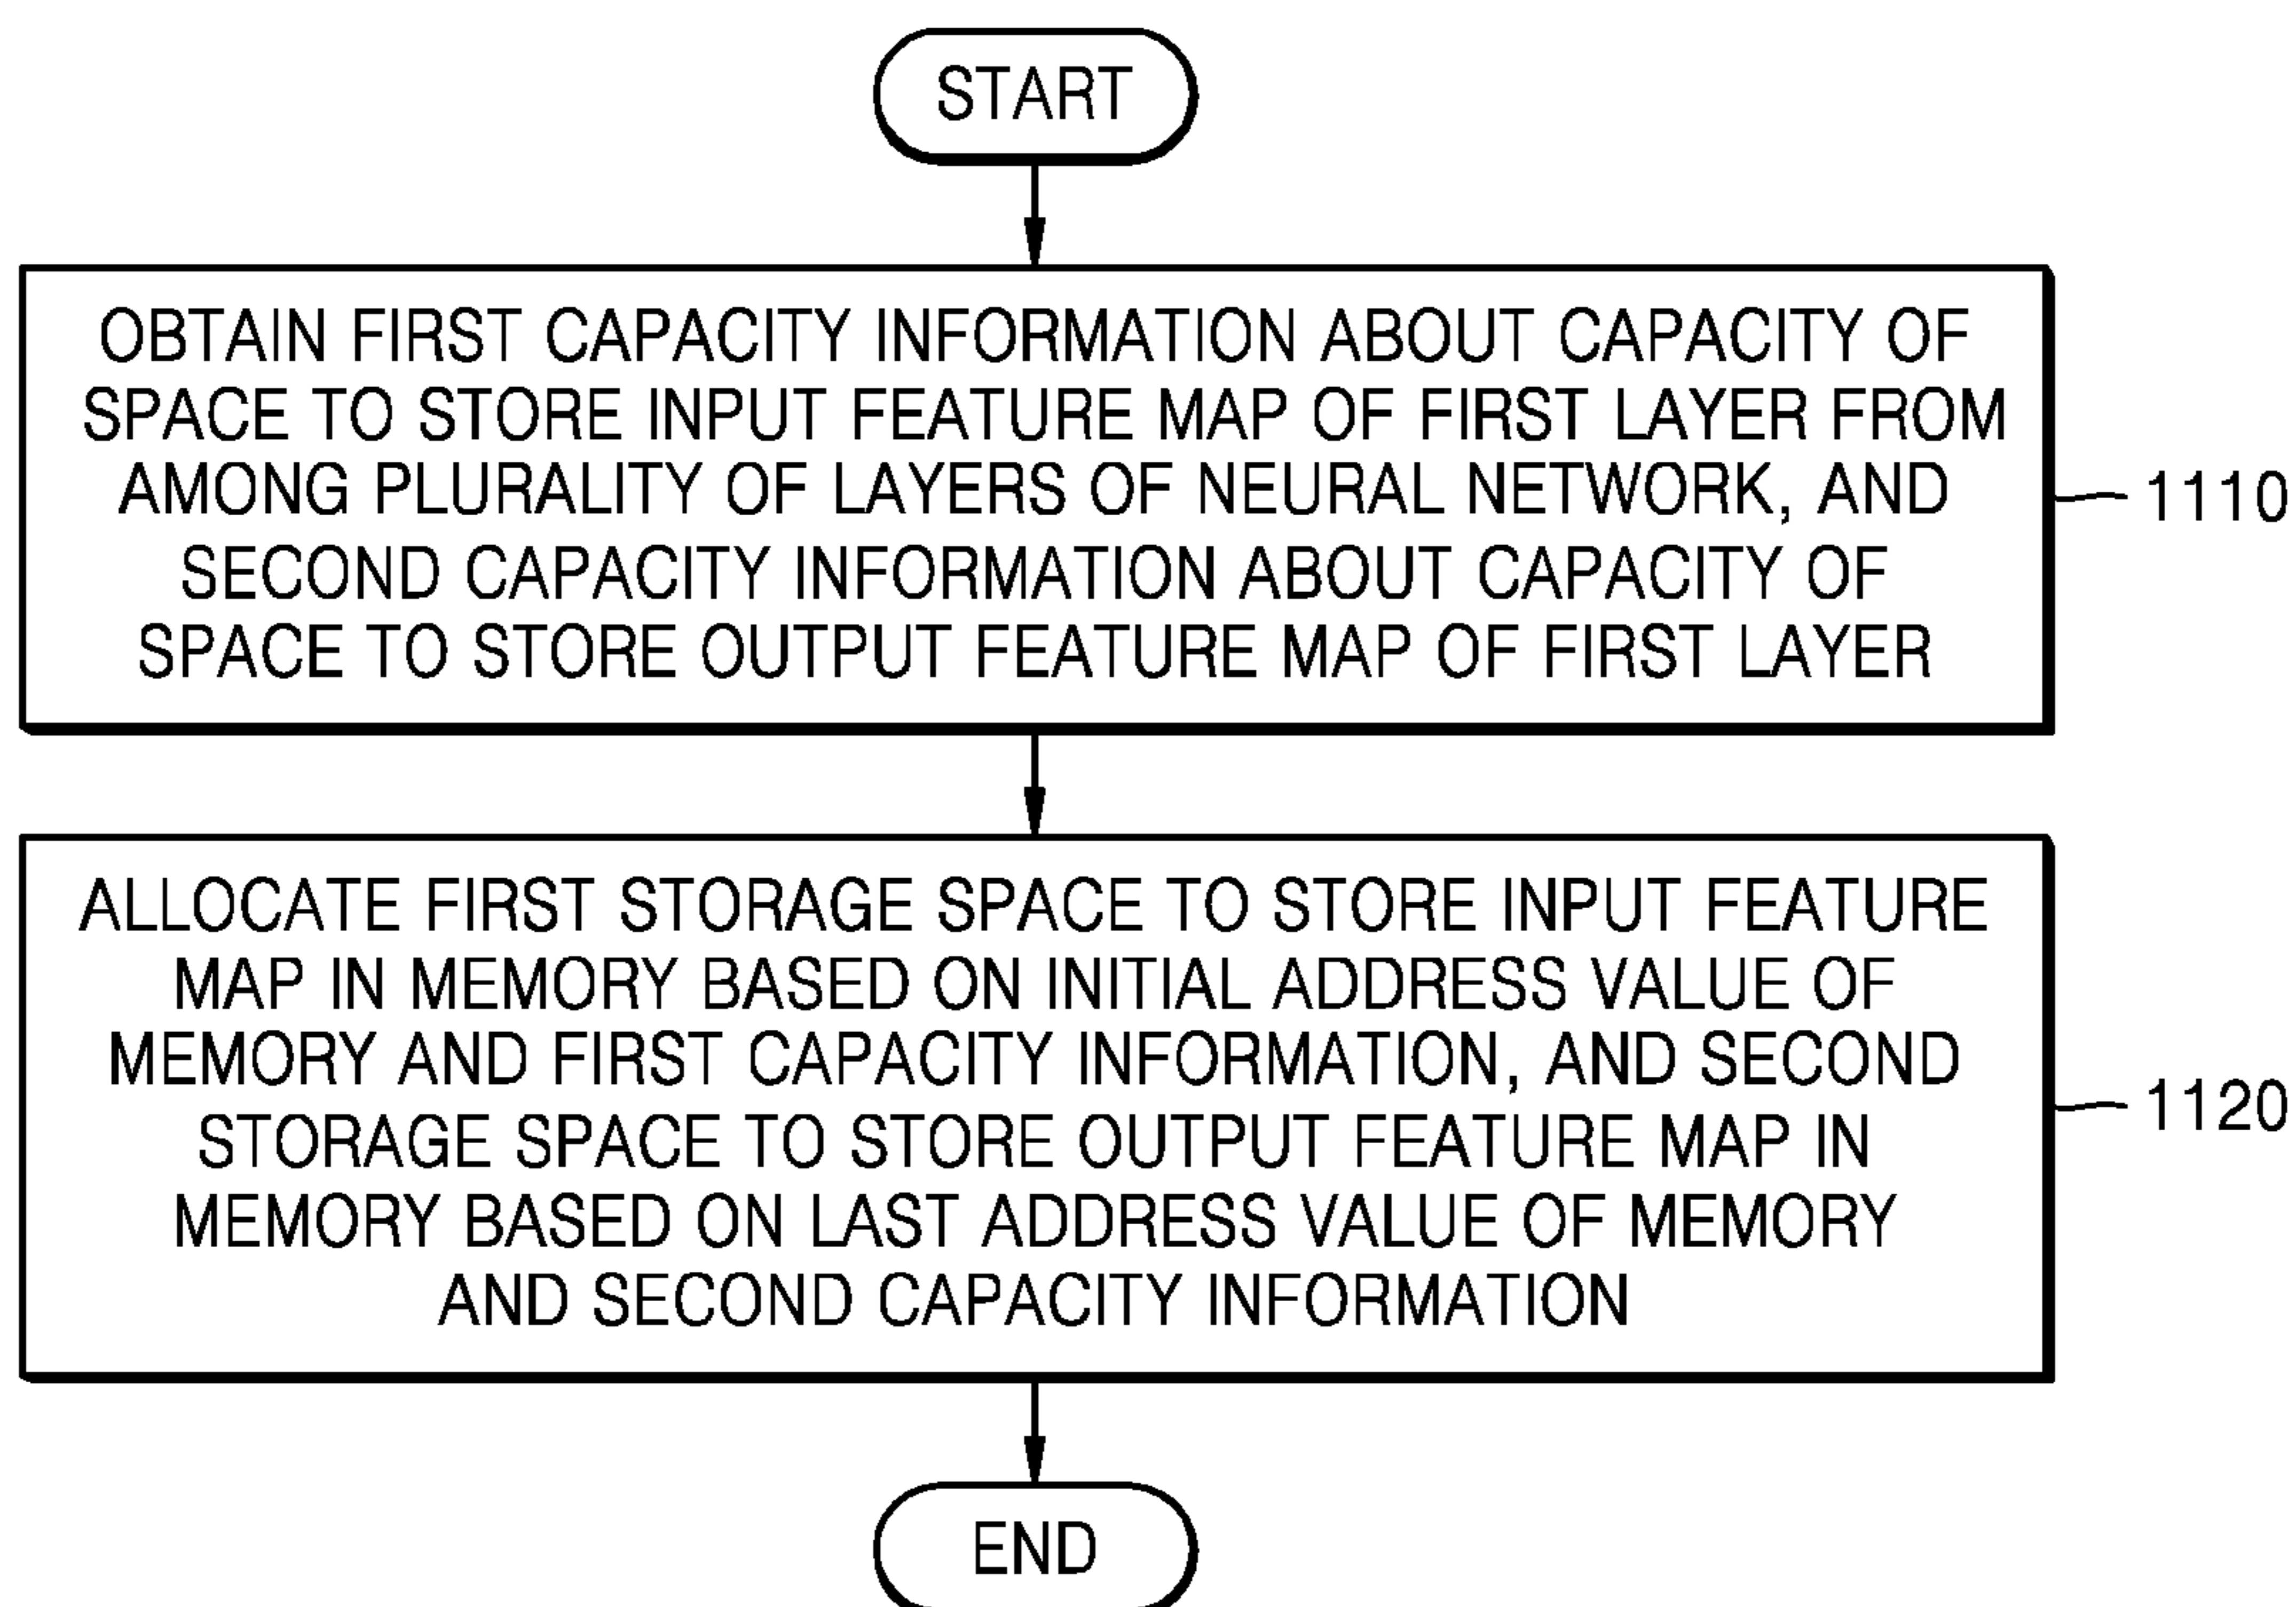 START
OBTAIN FIRST CAPACITY INFORMATION ABOUT CAPACITY OF
SPACE TO STORE INPUT FEATURE MAP OF FIRST LAYER FROM
AMONG PLURALITY OF LAYERS OF NEURAL NETWORK, AND
SECOND CAPACITY INFORMATION ABOUT CAPACITY OF
SPACE TO STORE OUTPUT FEATURE MAP OF FIRST LAYER
1110
ALLOCATE FIRST STORAGE SPACE TO STORE INPUT FEATURE
MAP IN MEMORY BASED ON INITIAL ADDRESS VALUE OF
MEMORY AND FIRST CAPACITY INFORMATION, AND SECOND
STORAGE SPACE TO STORE OUTPUT FEATURE MAP IN
MEMORY BASED ON LAST ADDRESS VALUE OF MEMORY
AND SECOND CAPACITY INFORMATION
1120
END